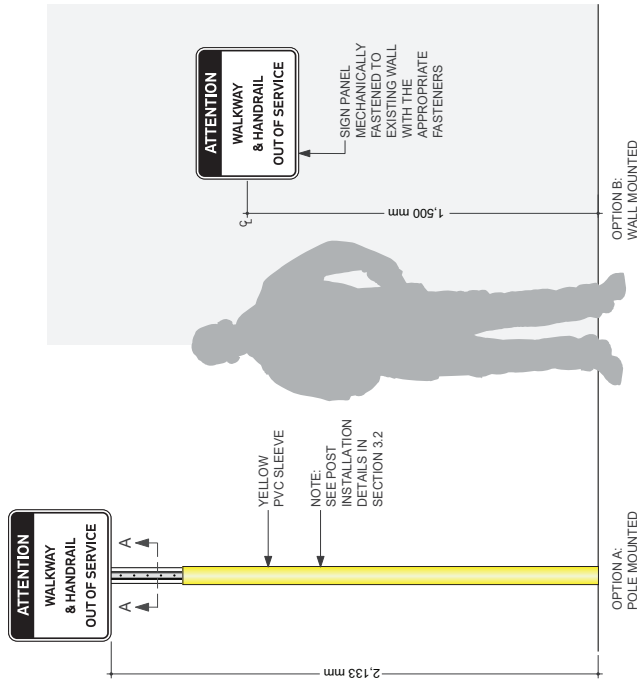 ATTENTION
WALKWAY
& HANDRAIL
OUT OF SERVICE
A
A
YELLOW
PVC SLEEVE
NOTE:
SEE POST
INSTALLATION
DETAILS IN
SECTION 3.2
2,133 mm
OPTION A:
POLE MOUNTED
ATTENTION
WALKWAY
& HANDRAIL
OUT OF SERVICE
SIGN PANEL
MECHANICALLY
FASTENED TO
EXISTING WALL
WITH THE
APPROPRIATE
FASTENERS
CL
1,500 mm
OPTION B:
WALL MOUNTED